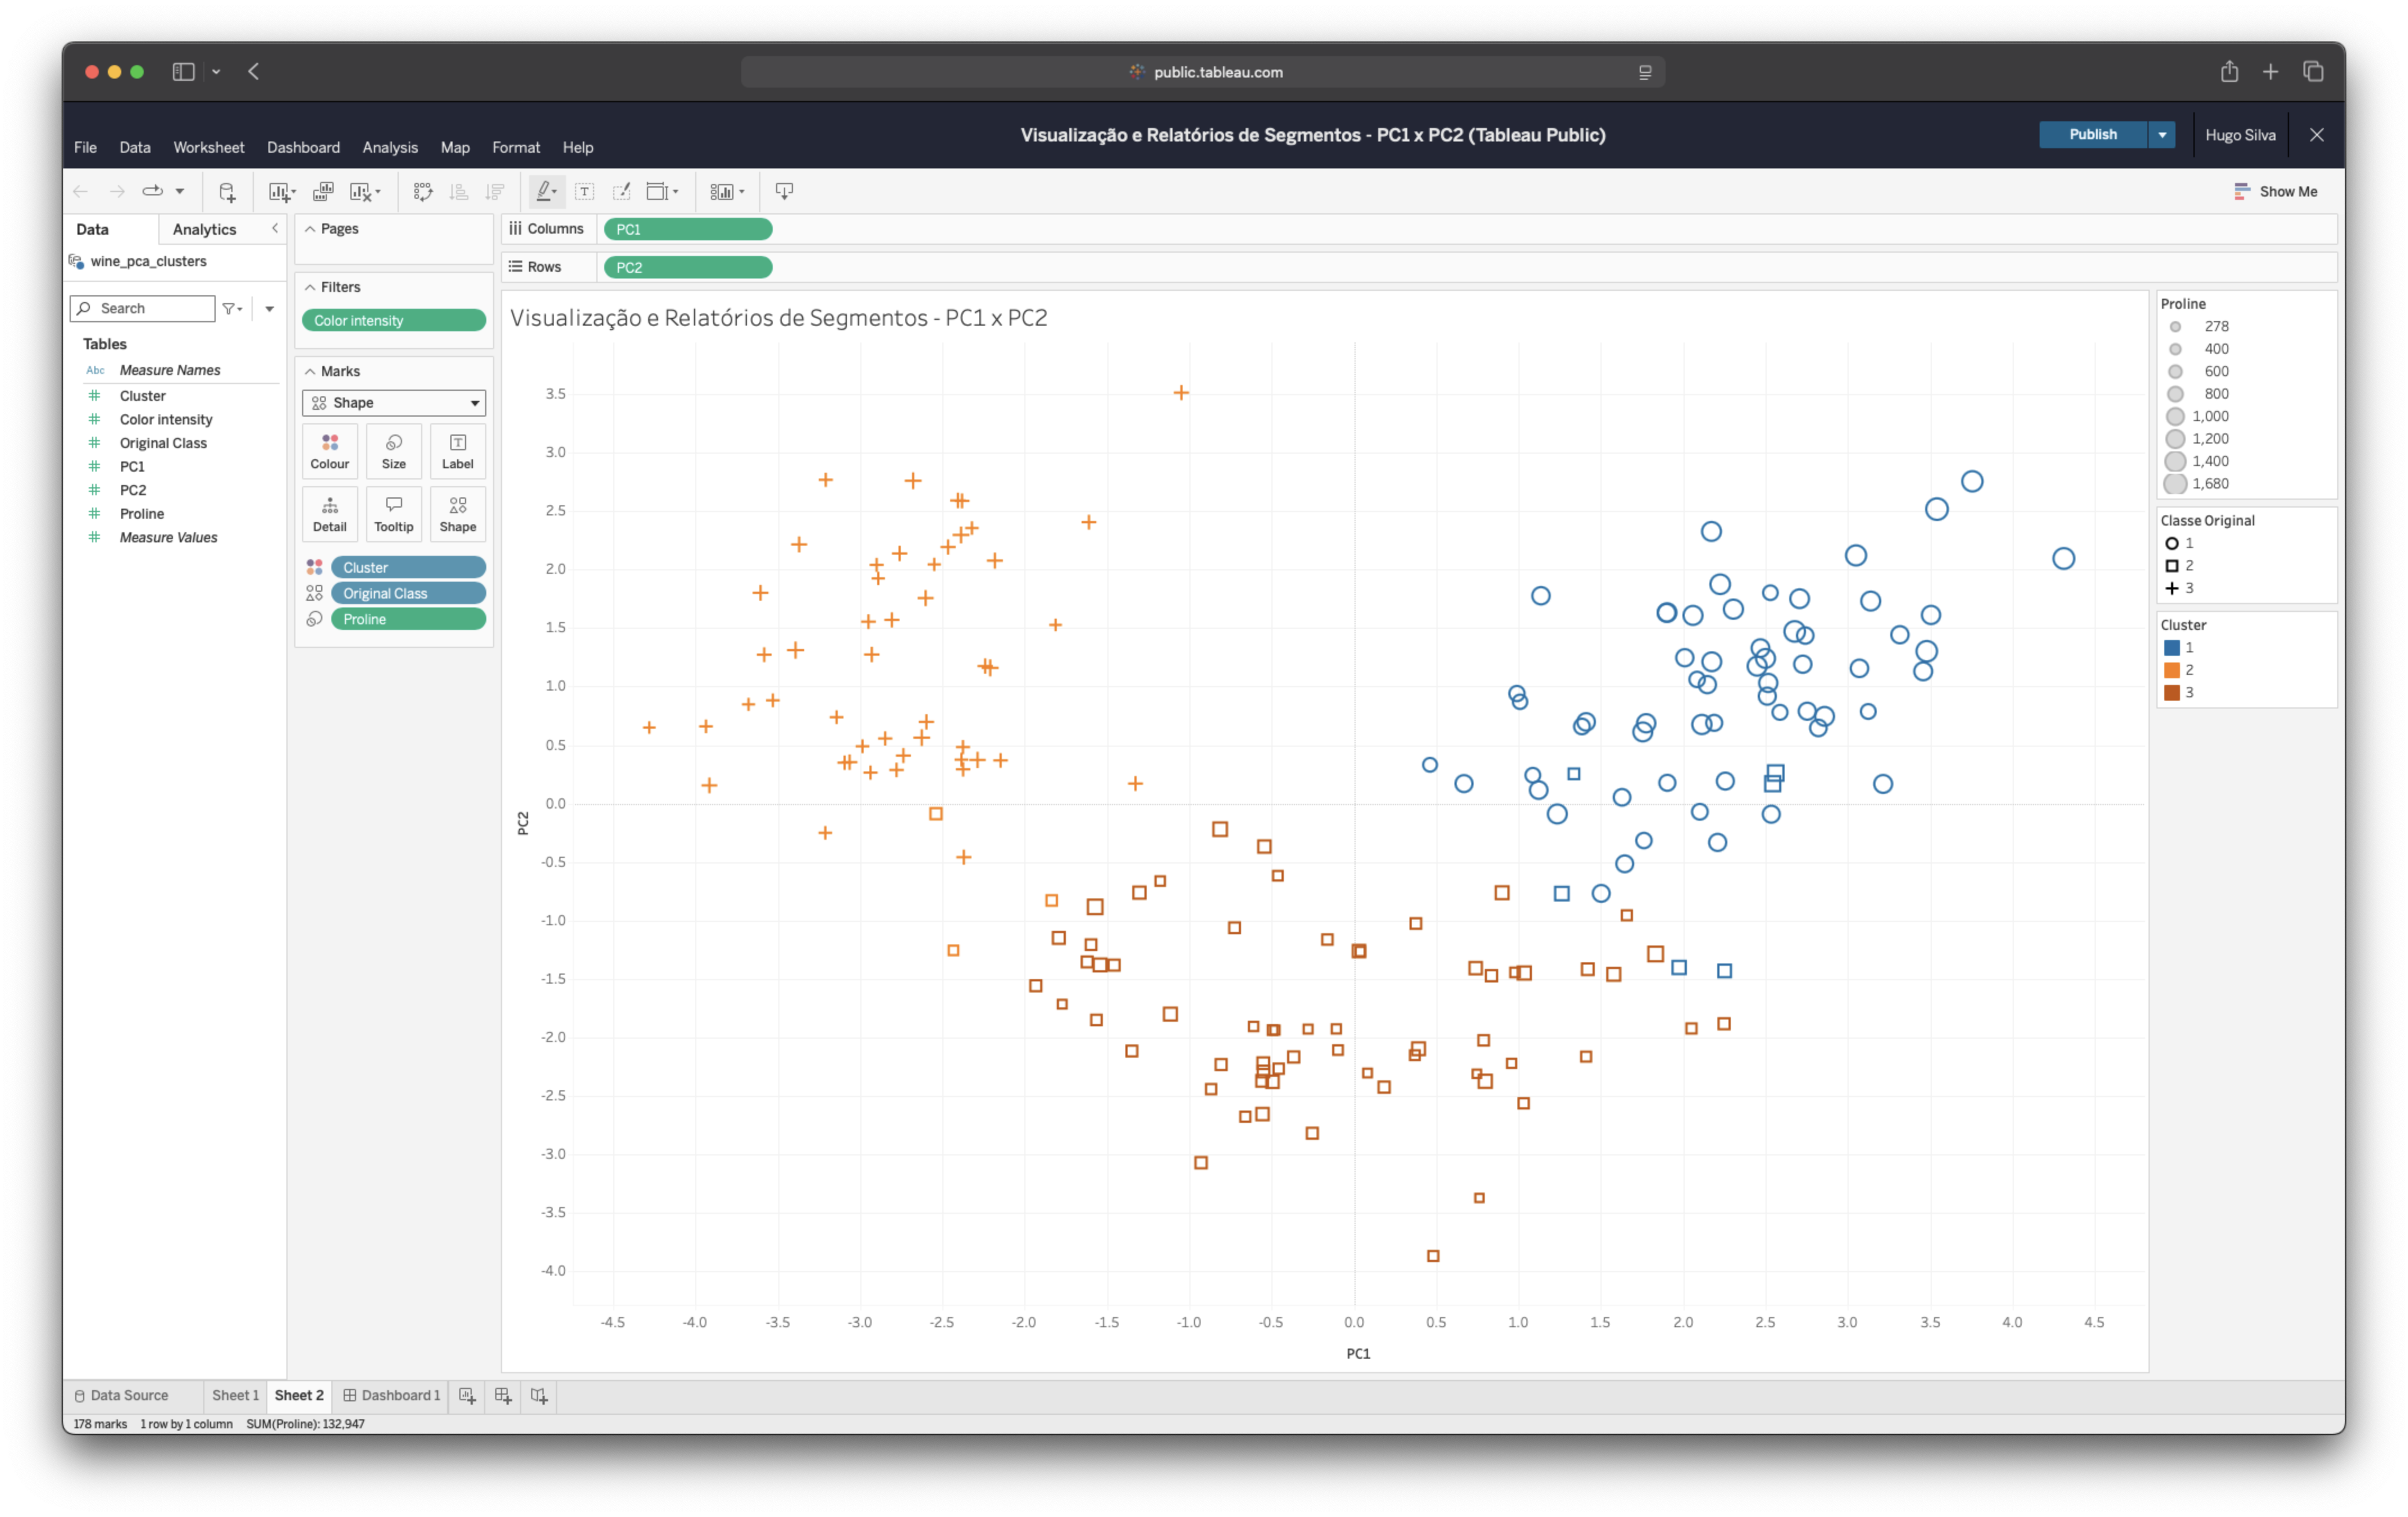 public.tableau.com
File Data Worksheet Dashboard Analysis Map Format Help
Visualização e Relatórios de Segmentos - PC1 x PC2 (Tableau Public)
Publish
Hugo Silva
Show Me
Data Analytics
wine_pca_clusters
Search
Tables
Abc Measure Names
Cluster
Color intensity
Original Class
PC1
PC2
Proline
Measure Values
Pages
Filters
Color intensity
Marks
Shape
Colour Size Label
Detail Tooltip Shape
Cluster
Original Class
Proline
Columns PC1
Rows PC2
Visualização e Relatórios de Segmentos - PC1 x PC2
3.5
3.0
2.5
2.0
1.5
1.0
0.5
0.0
-0.5
-1.0
-1.5
-2.0
-2.5
-3.0
-3.5
-4.0
PC2
-4.5 -4.0 -3.5 -3.0 -2.5 -2.0 -1.5 -1.0 -0.5 0.0 0.5 1.0 1.5 2.0 2.5 3.0 3.5 4.0 4.5
PC1
Proline
278
400
600
800
1,000
1,200
1,400
1,680
Classe Original
1
2
3
Cluster
1
2
3
Data Source Sheet 1 Sheet 2 Dashboard 1
178 marks 1 row by 1 column SUM(Proline): 132,947